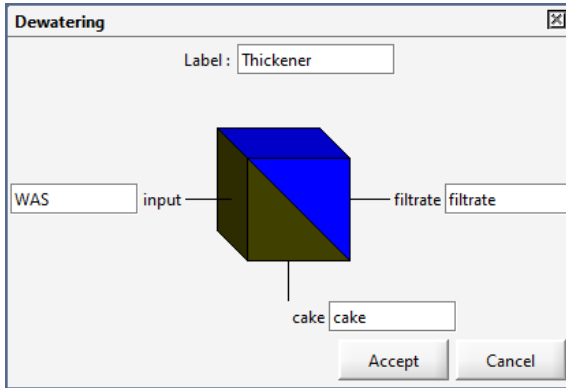 Dewatering
Label : Thickener
WAS input filtrate filtrate
cake cake
Accept Cancel